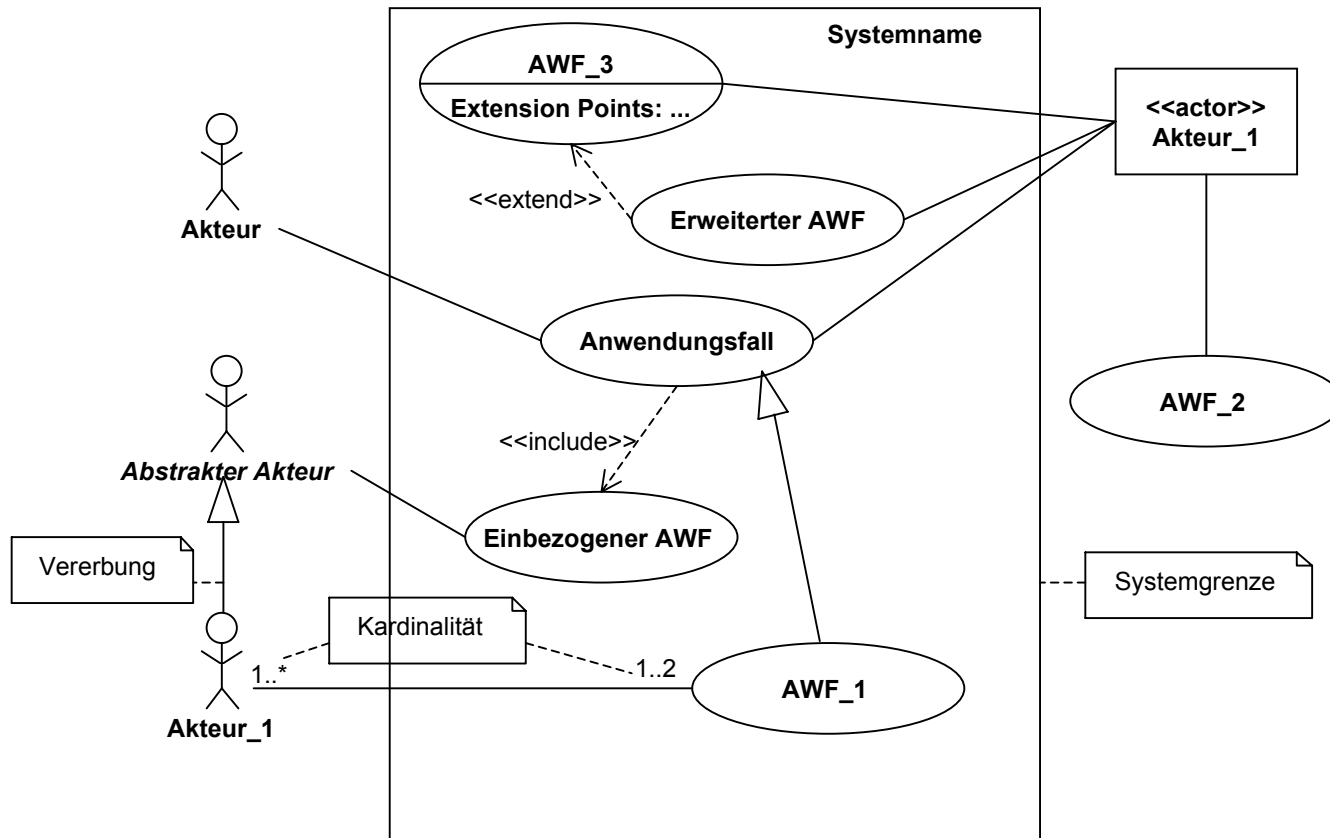 Systemname
AWF_3
Extension Points: ...
<<actor>>
Akteur_1
<<extend>>
Erweiterter AWF
Akteur
Anwendungsfall
AWF_2
<<include>>
Abstrakter Akteur
Einbezogener AWF
Vererbung
Systemgrenze
Kardinalität
1..*
1..2
AWF_1
Akteur_1